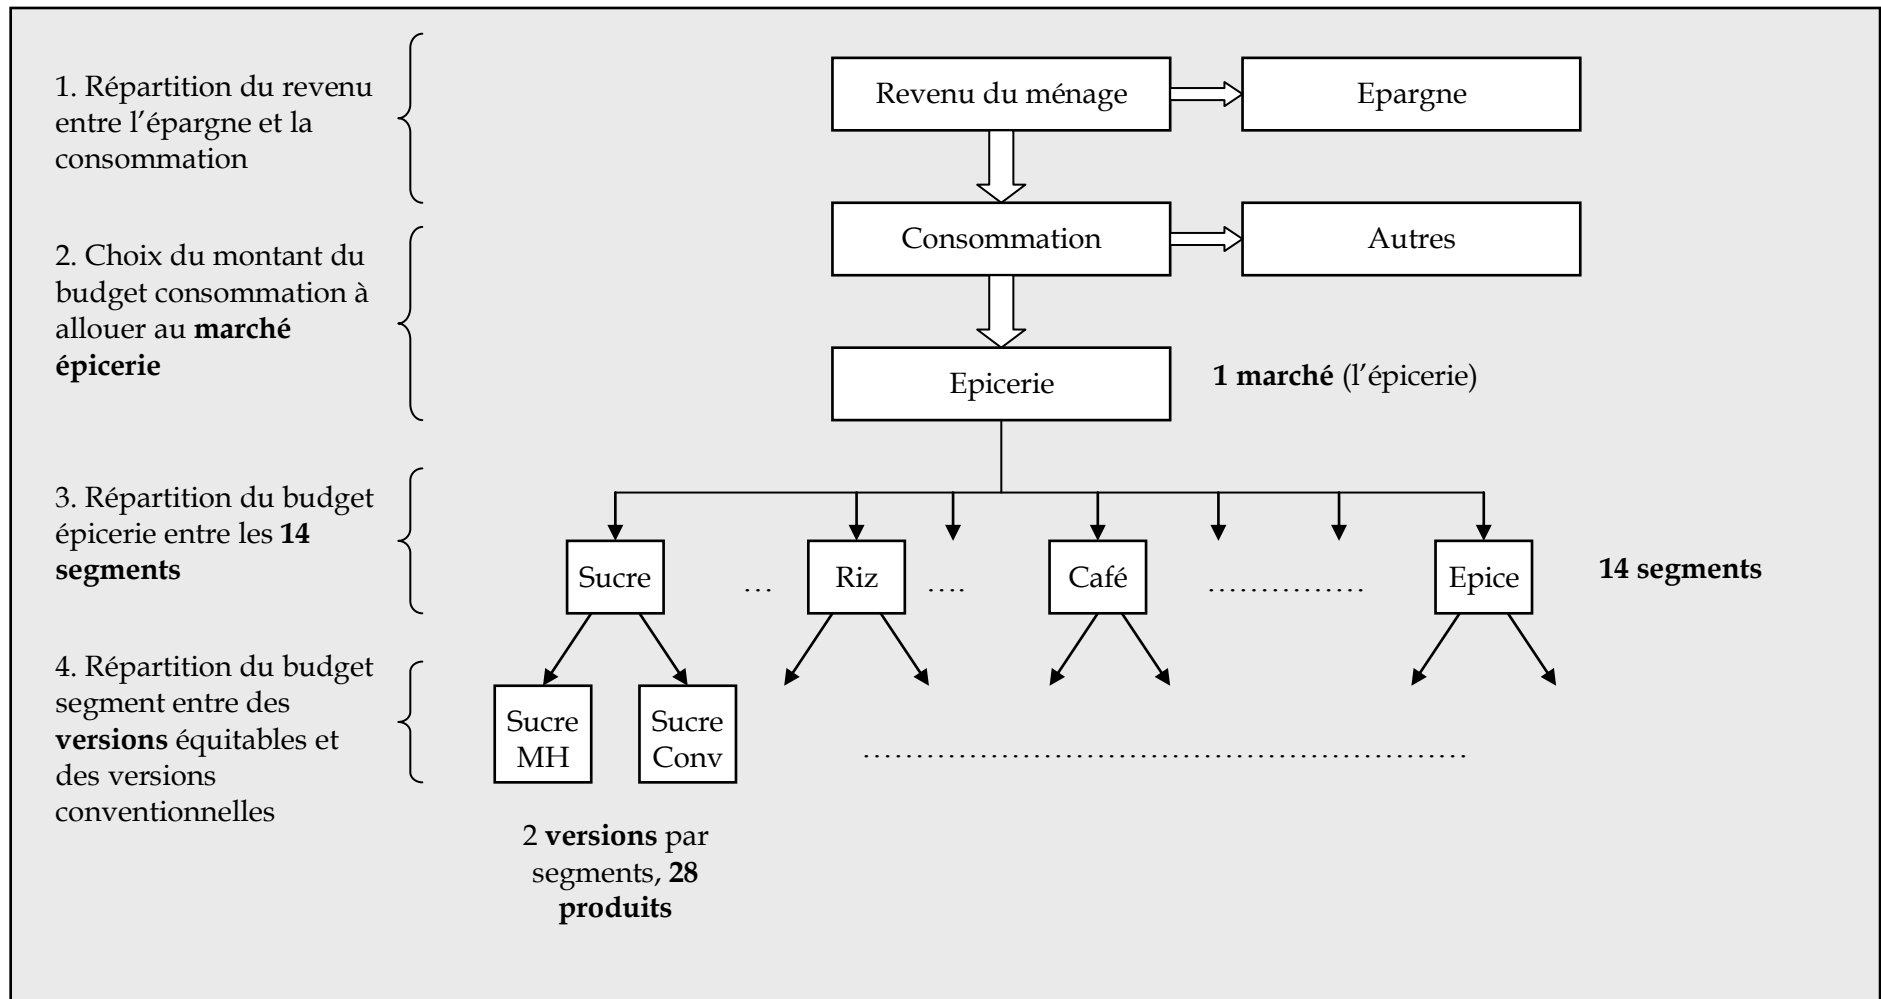 1. Répartition du revenu
entre l’épargne et la
consommation
Revenu du ménage
Epargne
2. Choix du montant du
budget consommation à
allouer au marché
épicerie
Consommation
Autres
Epicerie
1 marché (l’épicerie)
3. Répartition du budget
épicerie entre les 14
segments
Sucre
...
Riz
....
Café
...............
Epice
14 segments
4. Répartition du budget
segment entre des
versions équitables et
des versions
conventionnelles
Sucre
MH
Sucre
Conv
......................................................
2 versions par
segments, 28
produits